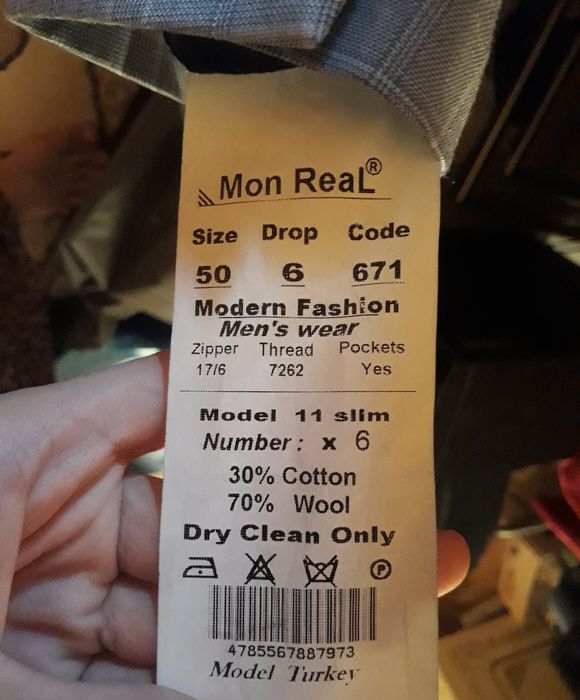 Mon ReaL®
Size Drop Code
50 6 671
Modern Fashion
Men's wear
Zipper Thread Pockets
17/6 7262 Yes
Model 11 slim
Number: x 6
30% Cotton
70% Wool
Dry Clean Only
P
4785567887973
Model Turkey